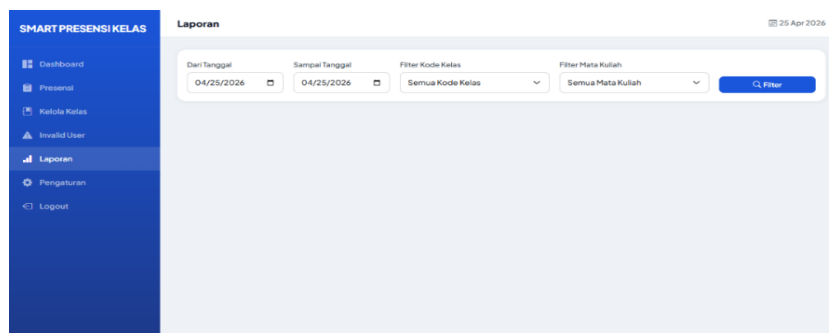 SMART PRESENSI KELAS
Dashboard
Presensi
Kelola Kelas
Invalid User
Laporan
Pengaturan
Logout
Laporan
25 Apr 2026
Dari Tanggal
04/25/2026
Sampai Tanggal
04/25/2026
Filter Kode Kelas
Semua Kode Kelas
Filter Mata Kuliah
Semua Mata Kuliah
Filter